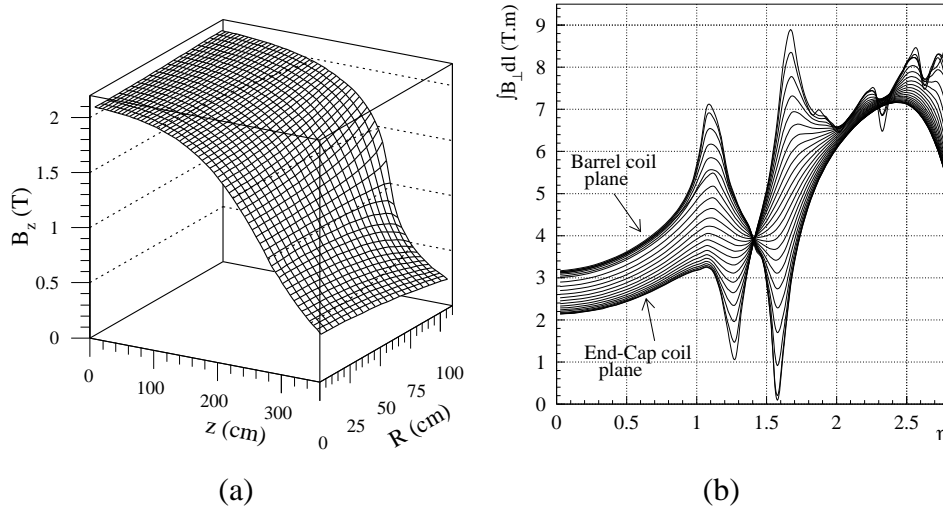 B_z (T)
2
1.5
1
0.5
0
0
100
200
300
z (cm)
0
25
50
75
100
R (cm)
(a)
∫B⊥dl (T.m)
9
8
7
6
5
4
3
2
1
0
Barrel coil
plane
End-Cap coil
plane
0
0.5
1
1.5
2
2.5
η
(b)